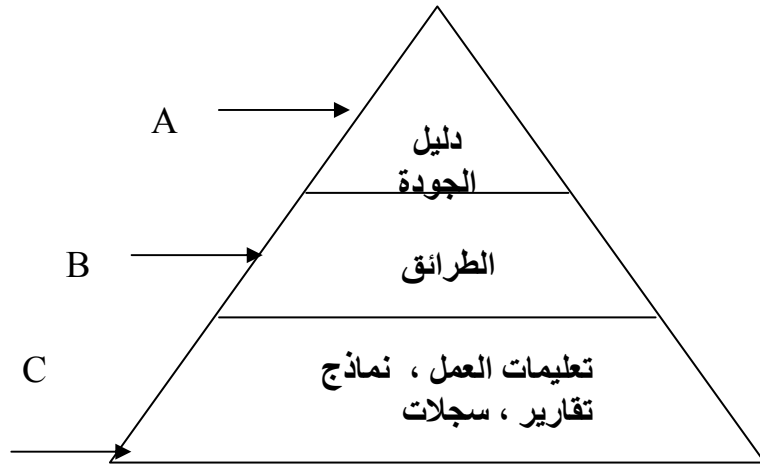 A
دليل
الجودة
B
الطرائق
C
تعليمات العمل ، نماذج
تقارير ، سجلات